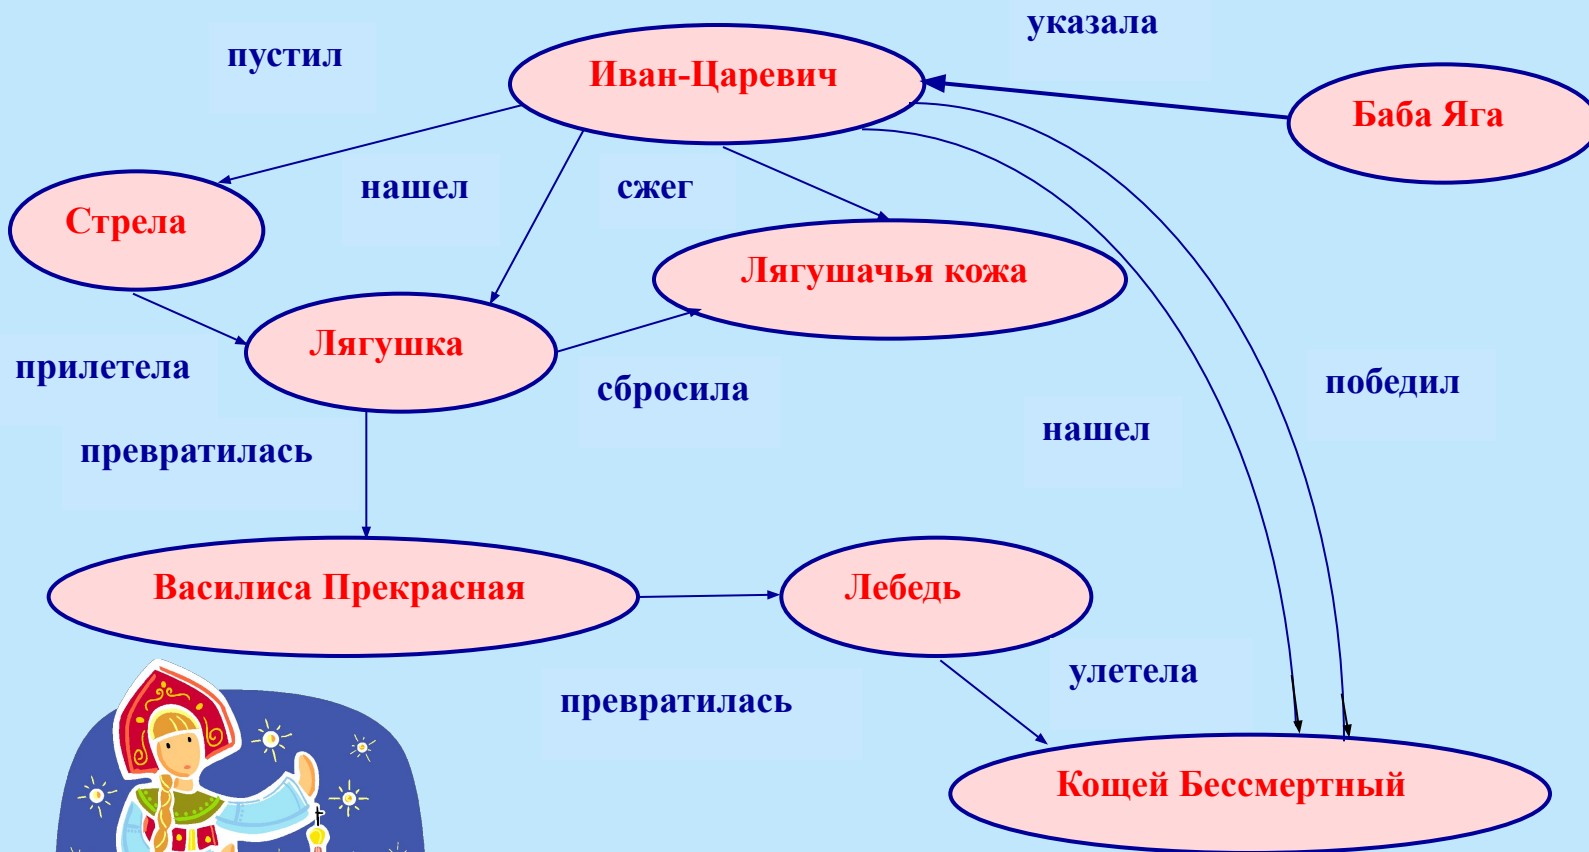 указала
пустил
Иван-Царевич
Баба Яга
нашел
сжег
Стрела
Лягушачья кожа
Лягушка
прилетела
сбросила
победил
нашел
превратилась
Василиса Прекрасная
Лебедь
улетела
превратилась
Кощей Бессмертный